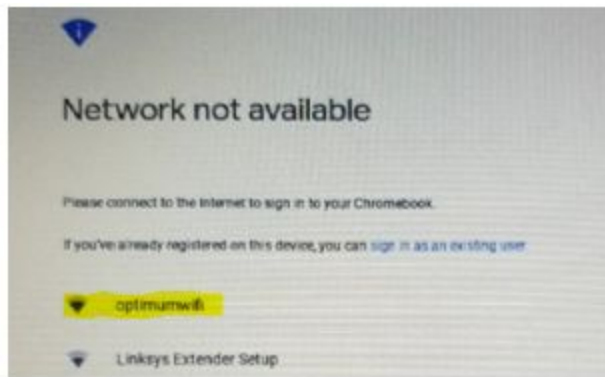 Network not available
Please connect to the Internet to sign in to your Chromebook.
If you've already registered on this device, you can sign in as an existing user
optimumwifi
Linksys Extender Setup